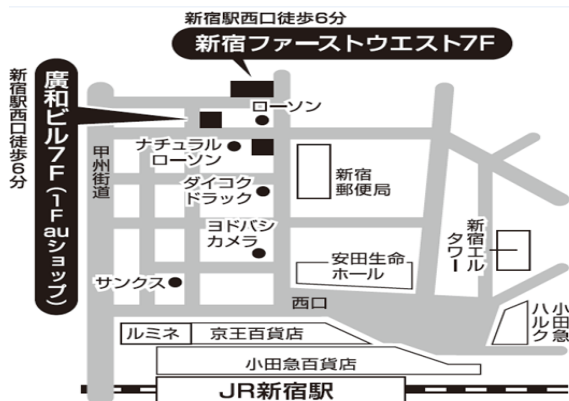 新宿駅西口徒歩6分
新宿ファーストウエスト7F
新宿駅西口徒歩6分
廣和ビル7F(1F auショップ)
甲州街道
ローソン
ナチュラル
ローソン
ダイコク
ドラック
ヨドバシ
カメラ
サンクス
新宿
郵便局
安田生命
ホール
新宿エル
タワー
西口
小田急
ハルク
ルミネ
京王百貨店
小田急百貨店
JR新宿駅